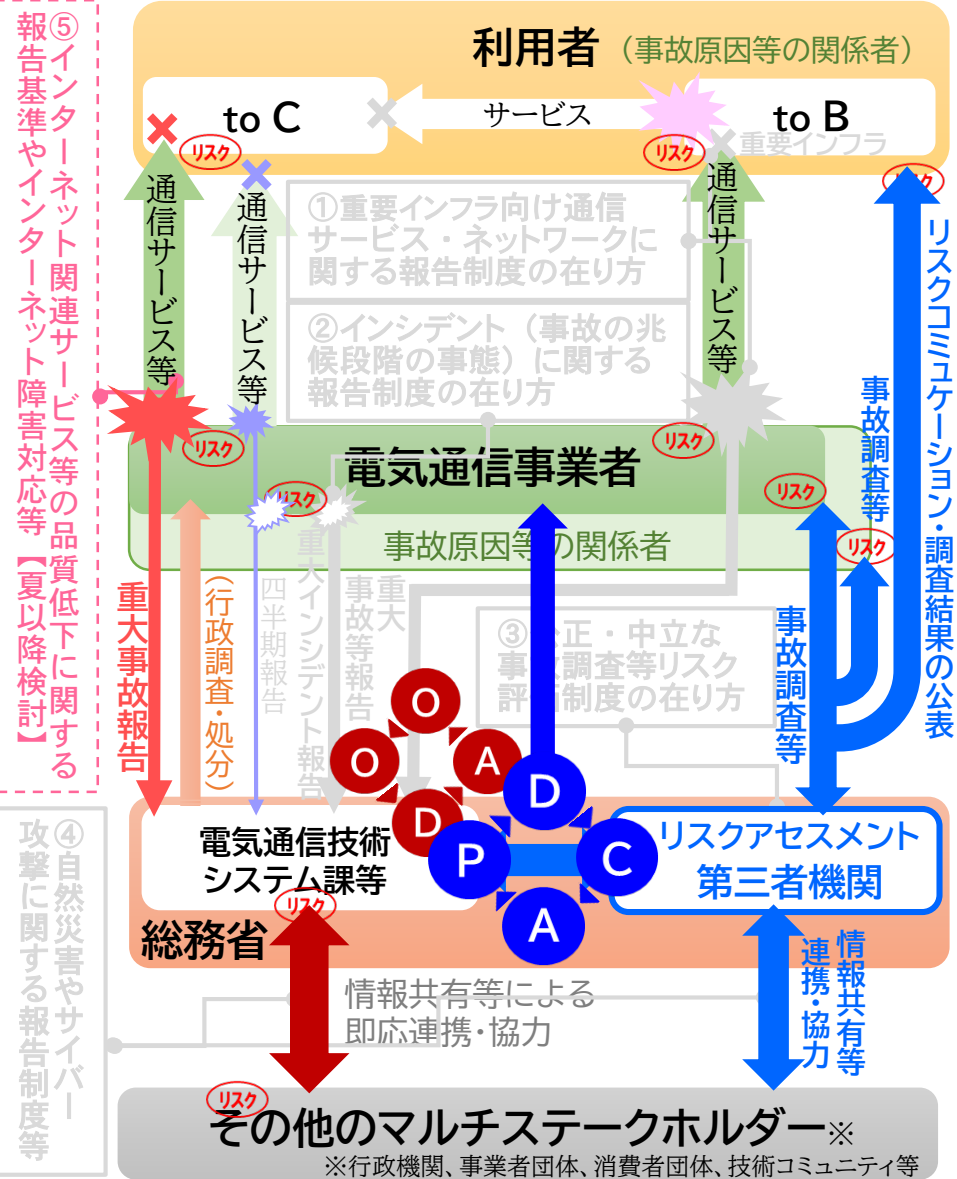 ⑤インターネット関連サービス等の品質低下に関する
報告基準やインターネット障害対応等【夏以降検討】
利用者（事故原因等の関係者）
to C
サービス
to B
重要インフラ
リスク
リスク
リスク
通信サービス等
通信サービス等
通信サービス等
①重要インフラ向け通信
サービス・ネットワークに
関する報告制度の在り方
②インシデント（事故の兆
候段階の事態）に関する
報告制度の在り方
リスクコミュケーション・調査結果の公表
事故調査等
リスク
リスク
電気通信事業者
リスク
リスク
事故原因等の関係者
リスク
重大事故報告
（行政調査・処分）
四半期報告
重大インシデント報告
重大
事故等報告
③公正・中立な
事故調査等リスク
評価制度の在り方
事故調査等
O
O
A
D
D
P
C
A
電気通信技術
システム課等
リスク
リスクアセスメント
第三者機関
総務省
④自然災害やサイバー
攻撃に関する報告制度等
情報共有等による
即応連携・協力
情報共有等
連携・協力
リスク
その他のマルチステークホルダー※
※行政機関、事業者団体、消費者団体、技術コミュニティ等